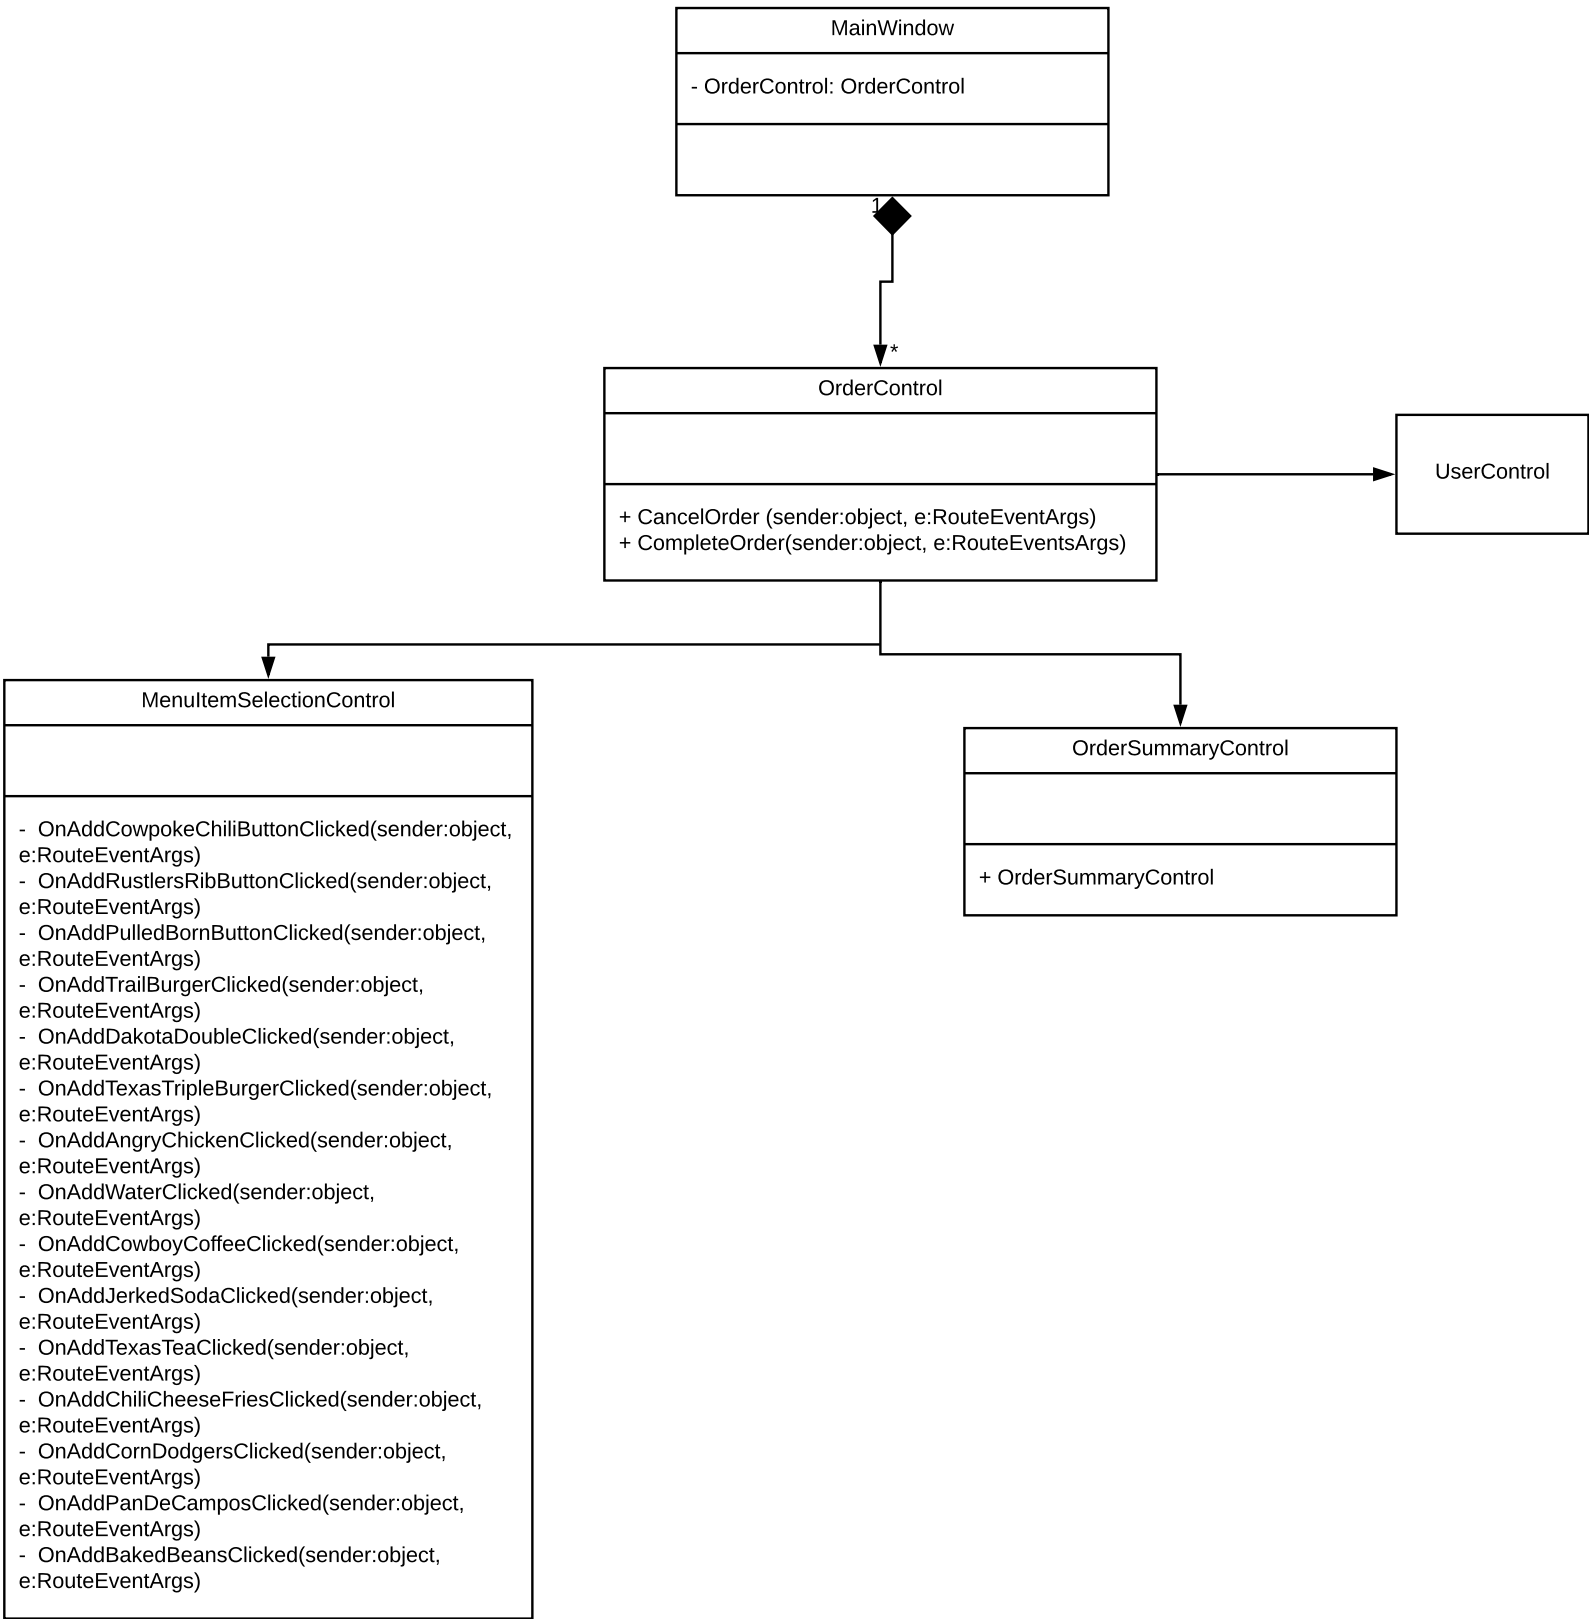 MainWindow
- OrderControl: OrderControl
1
*
OrderControl
+ CancelOrder (sender:object, e:RouteEventArgs)
+ CompleteOrder(sender:object, e:RouteEventsArgs)
UserControl
MenuItemSelectionControl
- OnAddCowpokeChiliButtonClicked(sender:object,
e:RouteEventArgs)
- OnAddRustlersRibButtonClicked(sender:object,
e:RouteEventArgs)
- OnAddPulledBornButtonClicked(sender:object,
e:RouteEventArgs)
- OnAddTrailBurgerClicked(sender:object,
e:RouteEventArgs)
- OnAddDakotaDoubleClicked(sender:object,
e:RouteEventArgs)
- OnAddTexasTripleBurgerClicked(sender:object,
e:RouteEventArgs)
- OnAddAngryChickenClicked(sender:object,
e:RouteEventArgs)
- OnAddWaterClicked(sender:object,
e:RouteEventArgs)
- OnAddCowboyCoffeeClicked(sender:object,
e:RouteEventArgs)
- OnAddJerkedSodaClicked(sender:object,
e:RouteEventArgs)
- OnAddTexasTeaClicked(sender:object,
e:RouteEventArgs)
- OnAddChiliCheeseFriesClicked(sender:object,
e:RouteEventArgs)
- OnAddCornDodgersClicked(sender:object,
e:RouteEventArgs)
- OnAddPanDeCamposClicked(sender:object,
e:RouteEventArgs)
- OnAddBakedBeansClicked(sender:object,
e:RouteEventArgs)
OrderSummaryControl
+ OrderSummaryControl